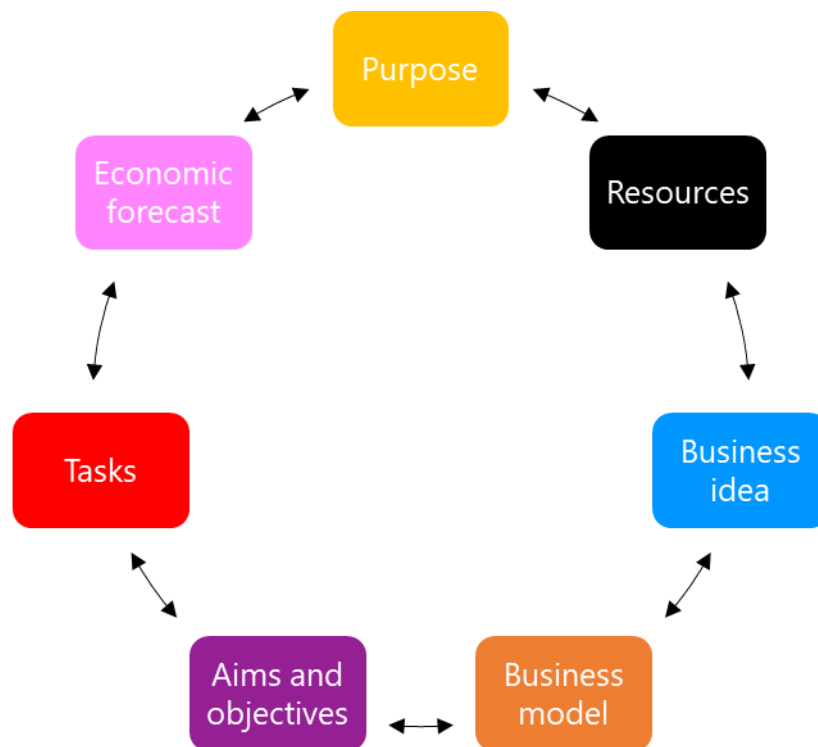 Purpose
Resources
Business
idea
Business
model
Aims and
objectives
Tasks
Economic
forecast